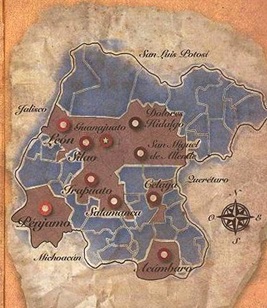 San Luis Potosí
Jalisco
Dolores
Hidalgo
Guanajuato
León
San Miguel
de Allende
Silao
Irapuato
Celaya
Querétaro
Salamanca
Pénjamo
O
E
S
Michoacán
Acámbaro